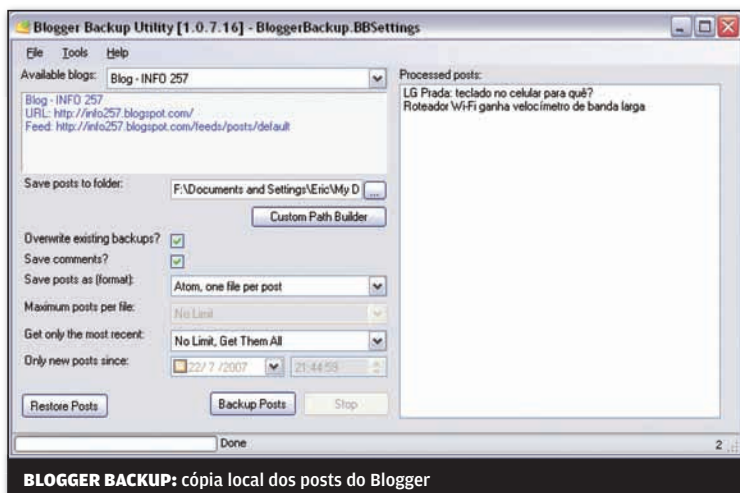 Blogger Backup Utility [1.0.7.16] - BloggerBackup.BBSettings
File Tools Help
Available blogs: Blog - INFO 257
Blog - INFO 257
URL: http://info257.blogspot.com/
Feed: http://info257.blogspot.com/feeds/posts/default
Save posts to folder: F:\Documents and Settings\Eric\My D ...
Custom Path Builder
Overwrite existing backups?
Save comments?
Save posts as (format): Atom, one file per post
Maximum posts per file: No Limit
Get only the most recent: No Limit, Get Them All
Only new posts since: 22/ 7 /2007 21:44:59
Restore Posts Backup Posts Stop
Processed posts:
LG Prada: teclado no celular para quê?
Roteador Wi-Fi ganha velocímetro de banda larga
Done 2
BLOGGER BACKUP: cópia local dos posts do Blogger